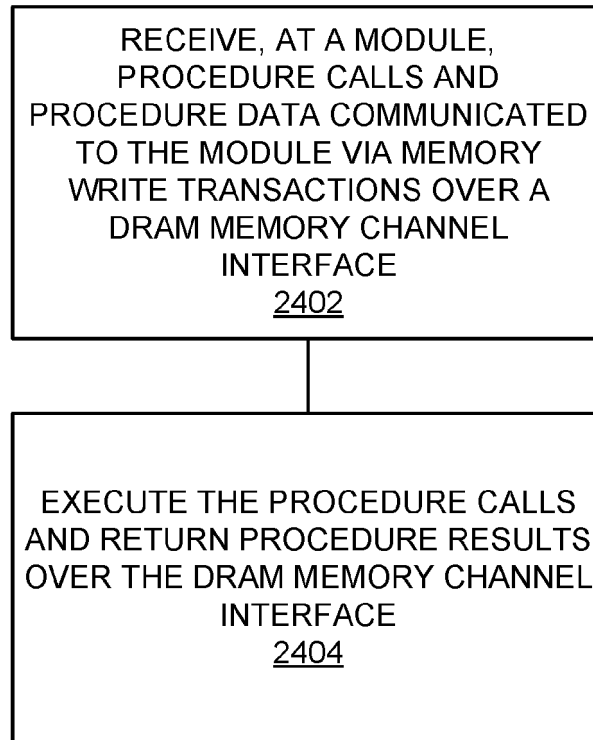 RECEIVE, AT A MODULE,
PROCEDURE CALLS AND
PROCEDURE DATA COMMUNICATED
TO THE MODULE VIA MEMORY
WRITE TRANSACTIONS OVER A
DRAM MEMORY CHANNEL
INTERFACE
2402
EXECUTE THE PROCEDURE CALLS
AND RETURN PROCEDURE RESULTS
OVER THE DRAM MEMORY CHANNEL
INTERFACE
2404